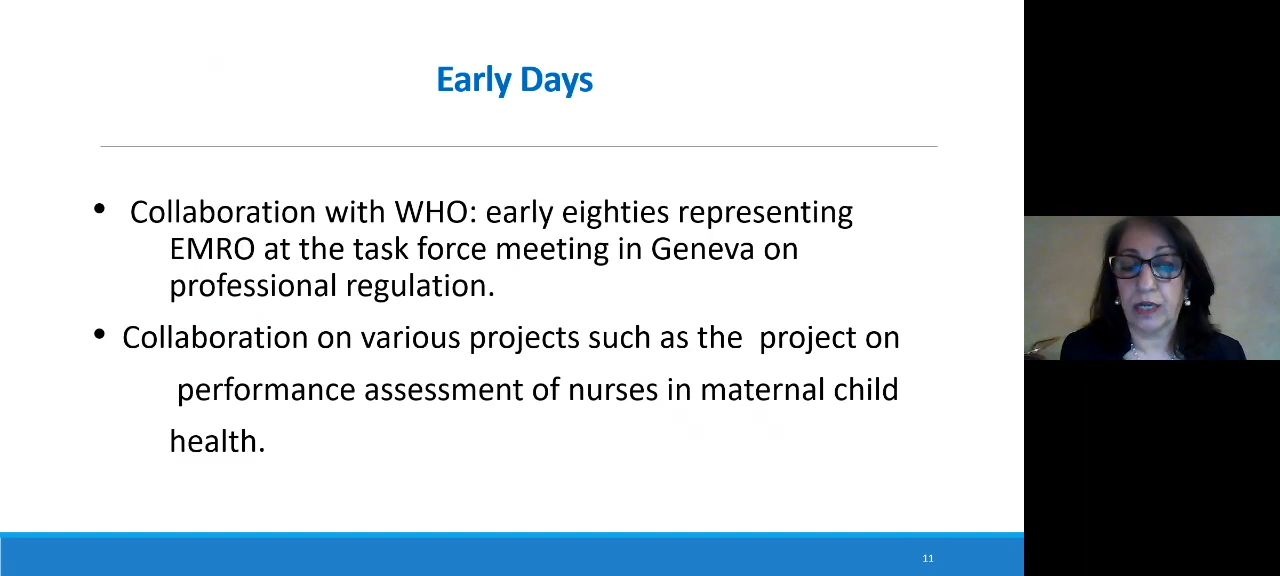 Early Days
• Collaboration with WHO: early eighties representing
EMRO at the task force meeting in Geneva on
professional regulation.
• Collaboration on various projects such as the  project on
performance assessment of nurses in maternal child
health.
11